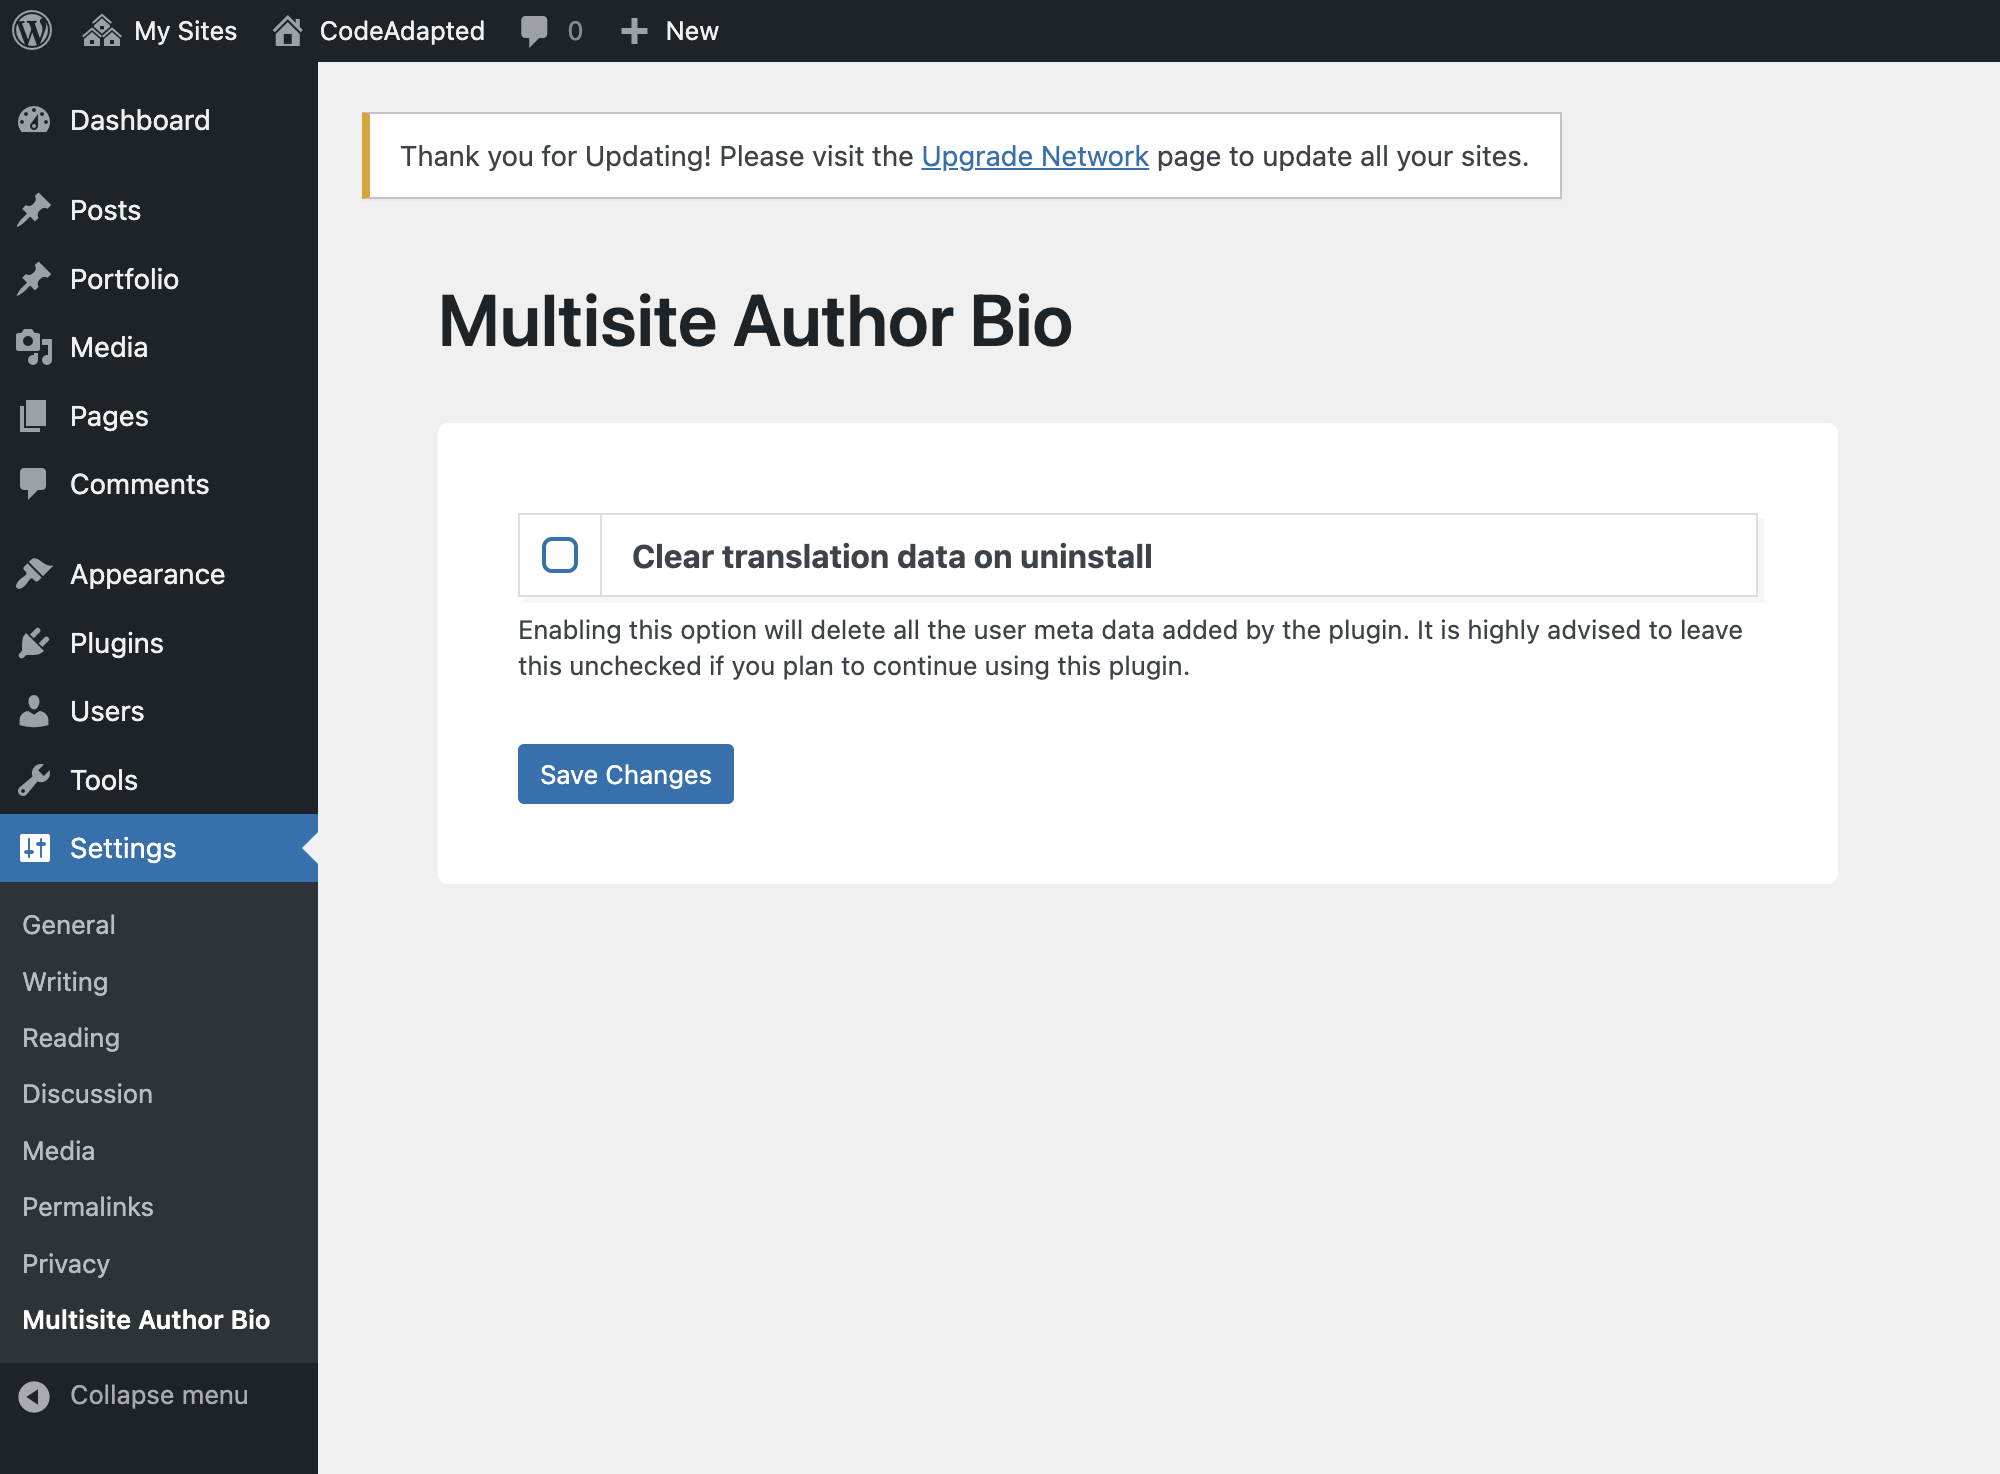 My Sites
CodeAdapted
0
New
Dashboard
Posts
Portfolio
Media
Pages
Comments
Appearance
Plugins
Users
Tools
Settings
General
Writing
Reading
Discussion
Media
Permalinks
Privacy
Multisite Author Bio
Collapse menu
Thank you for Updating! Please visit the Upgrade Network page to update all your sites.
Multisite Author Bio
Clear translation data on uninstall
Enabling this option will delete all the user meta data added by the plugin. It is highly advised to leave
this unchecked if you plan to continue using this plugin.
Save Changes